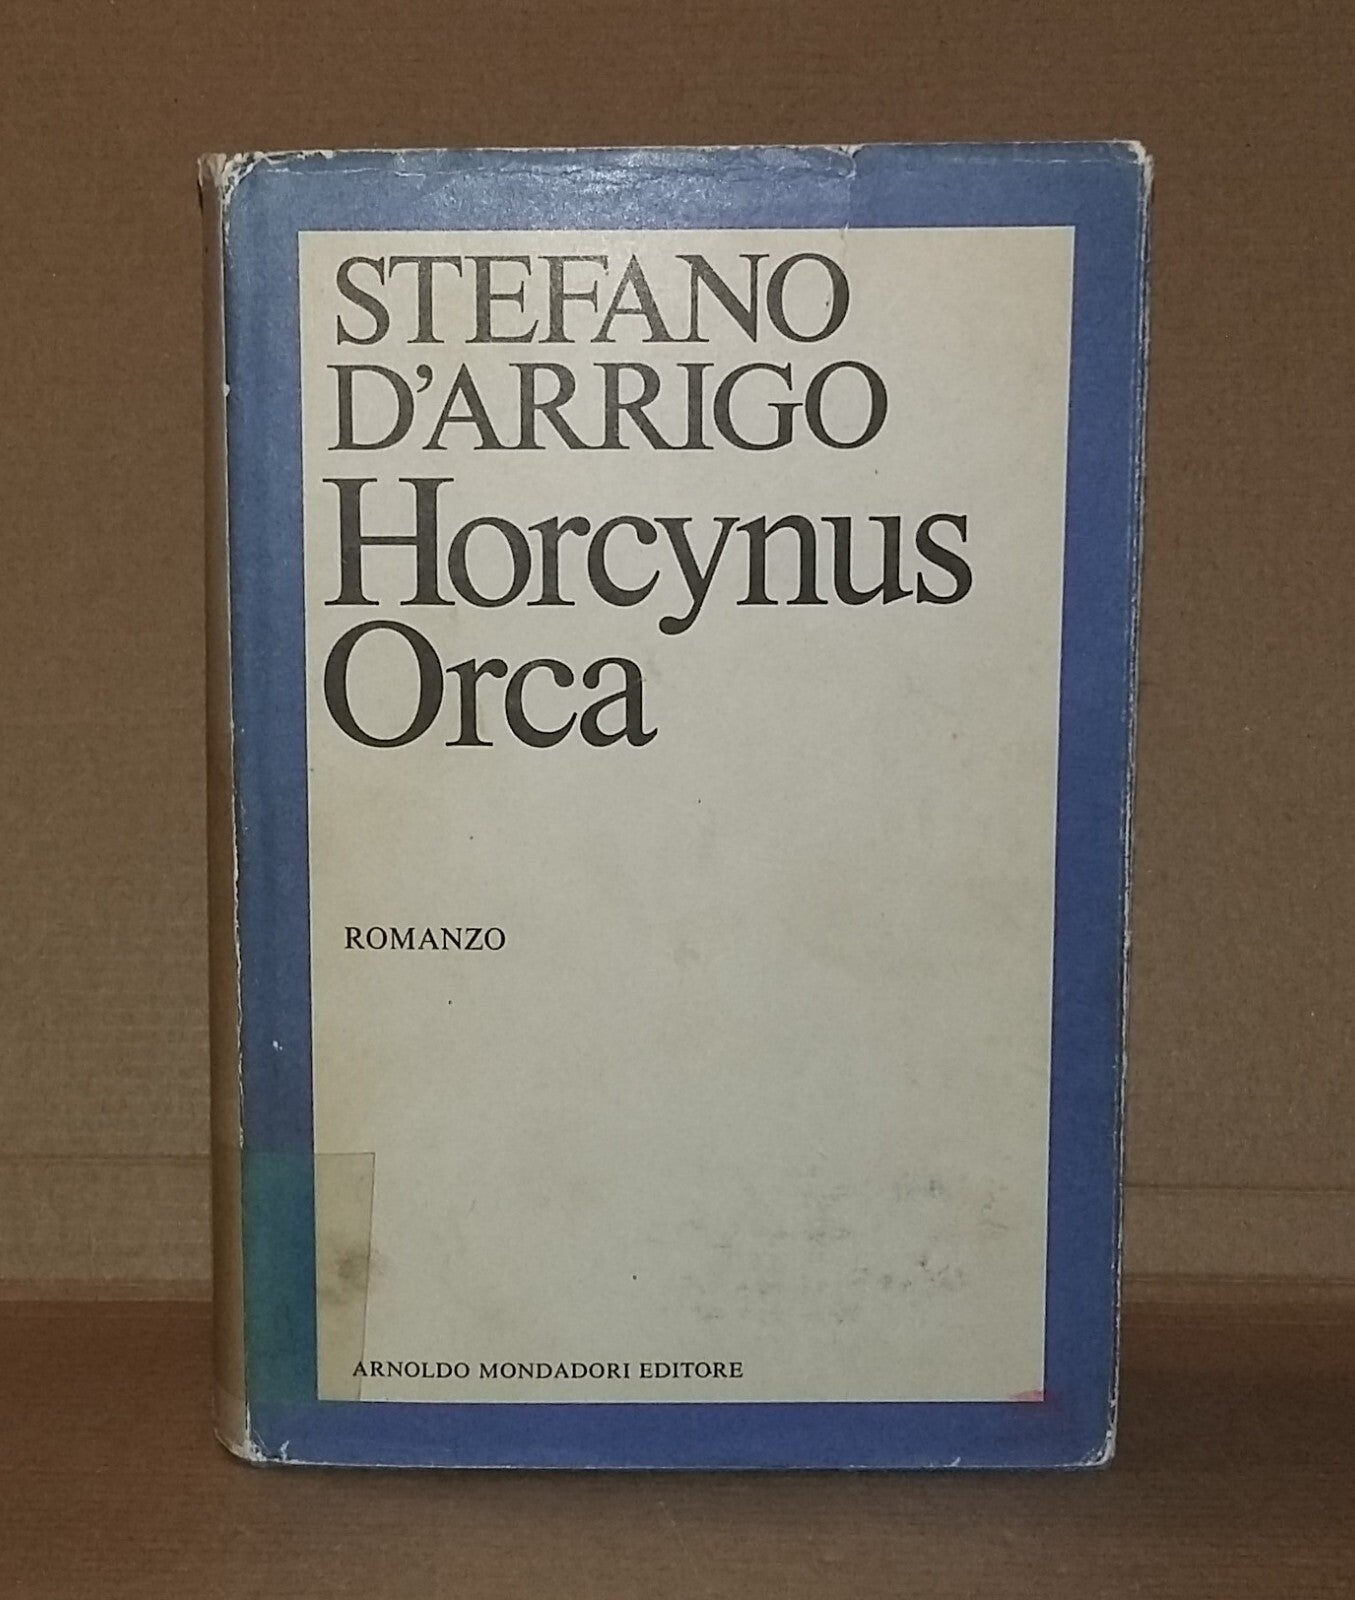 STEFANO
D'ARRIGO
Horcynus
Orca
ROMANZO
ARNOLDO MONDADORI EDITORE